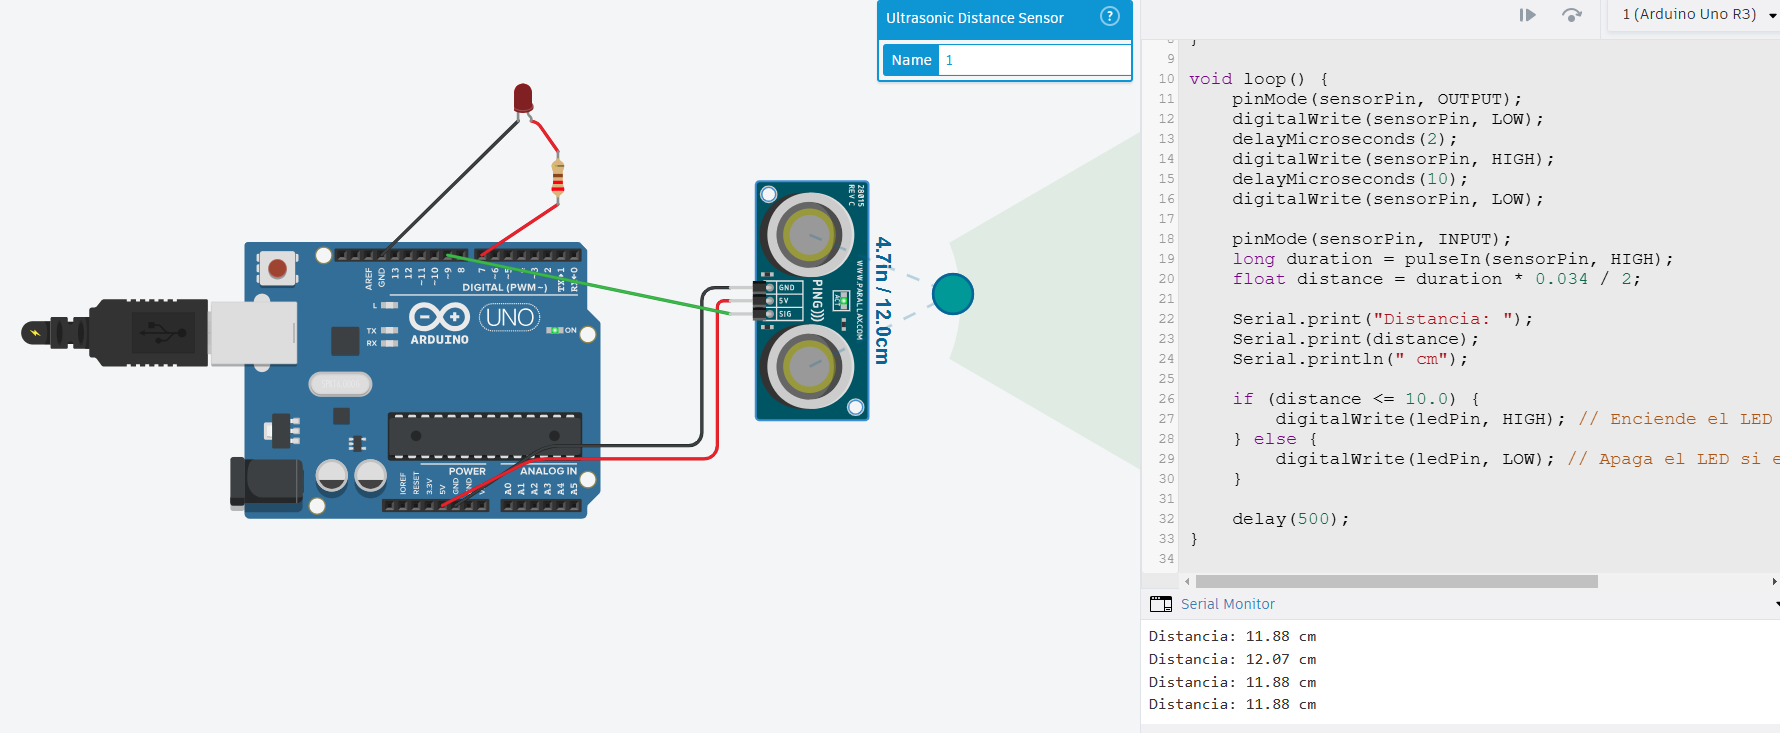 Ultrasonic Distance Sensor
?
Name 1
1 (Arduino Uno R3)
8 }
9
10 void loop() {
11 pinMode(sensorPin, OUTPUT);
12 digitalWrite(sensorPin, LOW);
13 delayMicroseconds(2);
14 digitalWrite(sensorPin, HIGH);
15 delayMicroseconds(10);
16 digitalWrite(sensorPin, LOW);
17
18 pinMode(sensorPin, INPUT);
19 long duration = pulseIn(sensorPin, HIGH);
20 float distance = duration * 0.034 / 2;
21
22 Serial.print("Distancia: ");
23 Serial.print(distance);
24 Serial.println(" cm");
25
26 if (distance <= 10.0) {
27 digitalWrite(ledPin, HIGH); // Enciende el LED
28 } else {
29 digitalWrite(ledPin, LOW); // Apaga el LED si e
30 }
31
32 delay(500);
33 }
34
Serial Monitor
Distancia: 11.88 cm
Distancia: 12.07 cm
Distancia: 11.88 cm
Distancia: 11.88 cm
AREF
GND
13
12
~11
~10
~9
8
7
~6
~5
2
TX→1
RX←0
DIGITAL (PWM~)
L
TX
RX
UNO
ARDUINO
ON
IOREF
RESET
3.3V
5V
GND
POWER
ANALOG IN
A0
A1
A2
A3
A4
A5
28015
REV C
GND
5V
SIG
PING)))
ACT
WWW.PARALLAX.COM
4.7in / 12.0cm